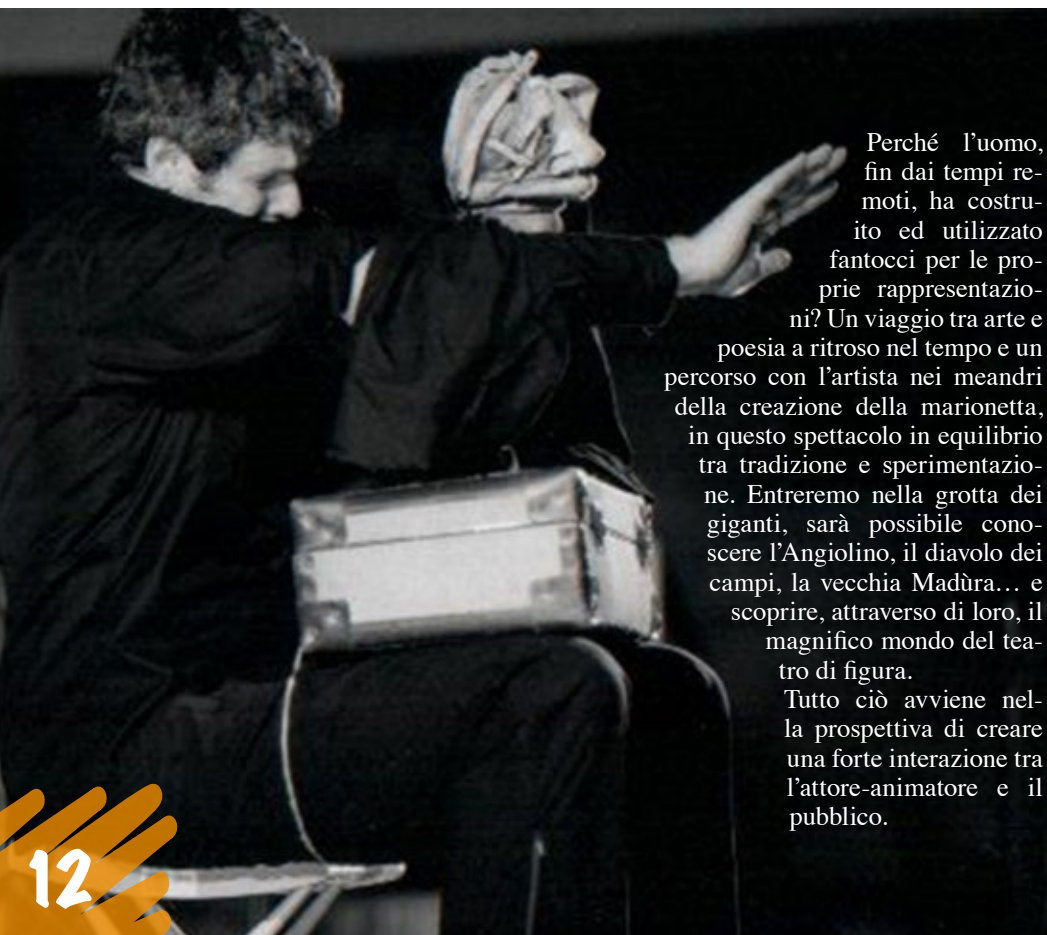 Perché l’uomo,
fin dai tempi re-
moti, ha costru-
ito ed utilizzato
fantocci per le pro-
prie rappresentazio-
ni? Un viaggio tra arte e
poesia a ritroso nel tempo e un
percorso con l’artista nei meandri
della creazione della marionetta,
in questo spettacolo in equilibrio
tra tradizione e sperimentazio-
ne. Entreremo nella grotta dei
giganti, sarà possibile cono-
scere l’Angiolino, il diavolo dei
campi, la vecchia Madùra… e
scoprire, attraverso di loro, il
magnifico mondo del tea-
tro di figura.
Tutto ciò avviene nel-
la prospettiva di creare
una forte interazione tra
l’attore-animatore e il
pubblico.
12